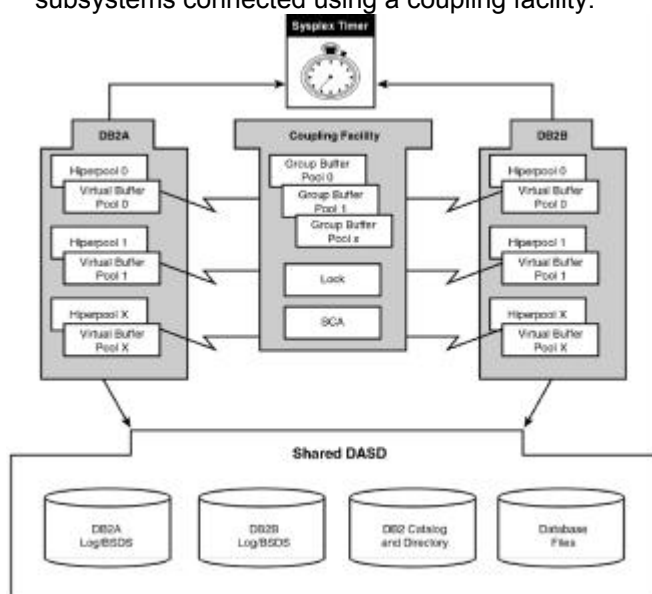 subsystems connected using a coupling facility.
Sysplex Timer
DB2A
Coupling Facility
DB2B
Hiperpool 0
Virtual Buffer
Pool 0
Hiperpool 1
Virtual Buffer
Pool 1
Hiperpool X
Virtual Buffer
Pool X
Group Buffer
Pool 0
Group Buffer
Pool 1
Group Buffer
Pool x
Lock
SCA
Hiperpool 0
Virtual Buffer
Pool 0
Hiperpool 1
Virtual Buffer
Pool 1
Hiperpool X
Virtual Buffer
Pool X
Shared DASD
DB2A
Log/BSDS
DB2B
Log/BSDS
DB2 Catalog
and Directory
Database
Files